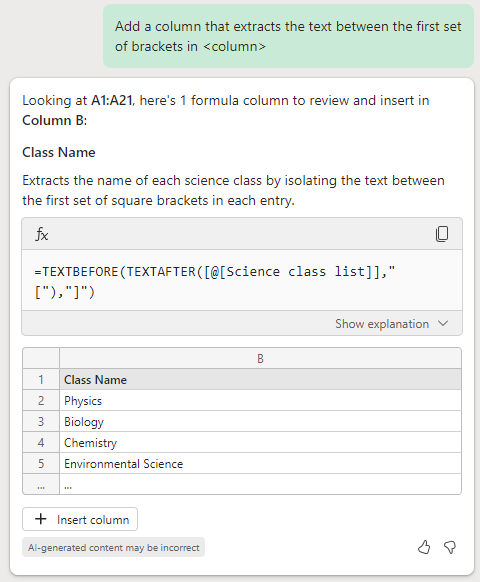 Add a column that extracts the text between the first set
of brackets in <column>
Looking at A1:A21, here's 1 formula column to review and insert in
Column B:
Class Name
Extracts the name of each science class by isolating the text between
the first set of square brackets in each entry.
fx
=TEXTBEFORE(TEXTAFTER([@[Science class list]],"
["),"]")
Show explanation
B
1 Class Name
2 Physics
3 Biology
4 Chemistry
5 Environmental Science
... ...
+ Insert column
AI-generated content may be incorrect